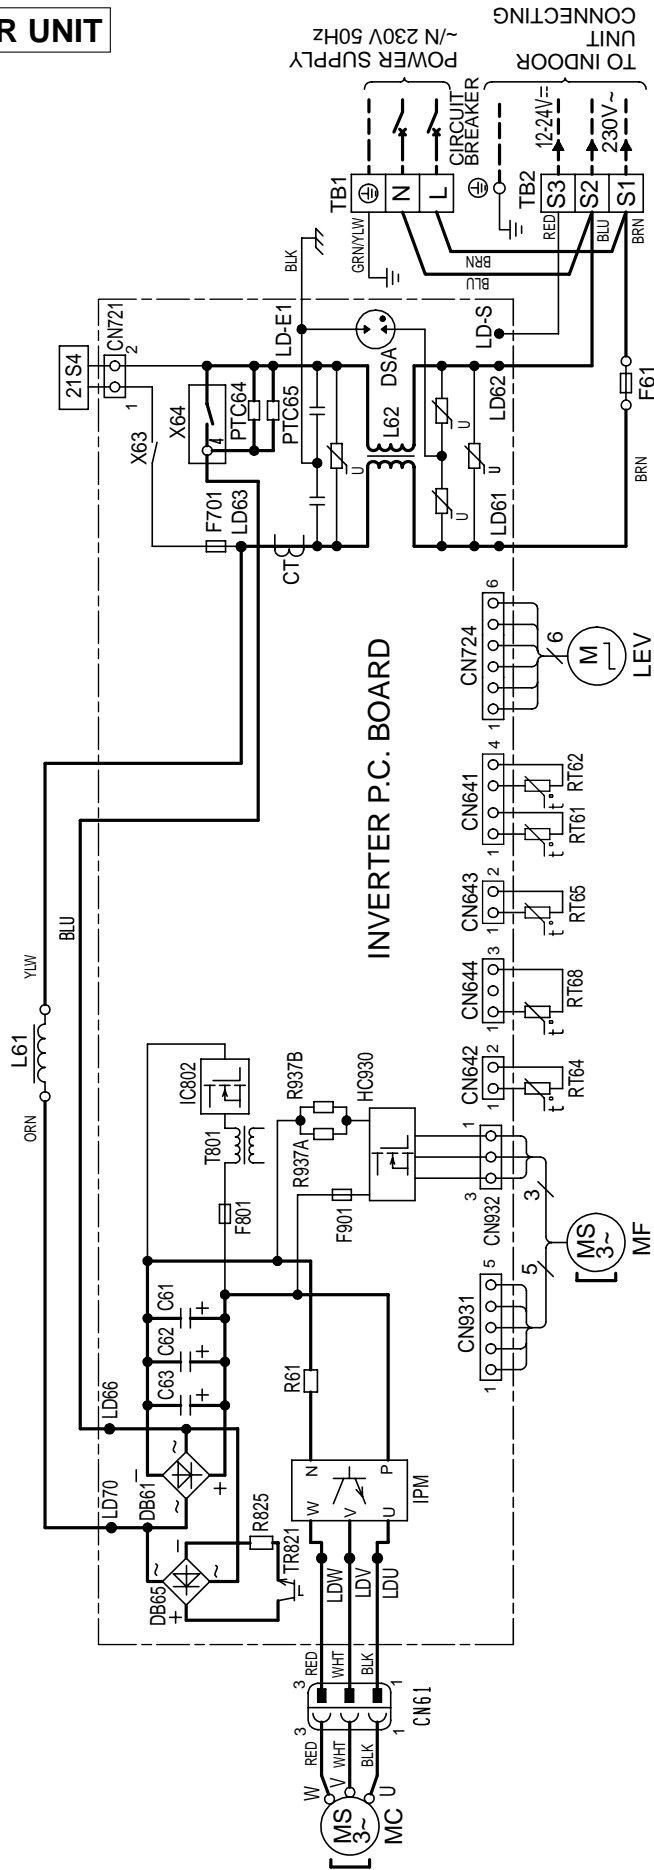 R UNIT
POWER SUPPLY
~/N 230V 50Hz
CIRCUIT
BREAKER
TO INDOOR
UNIT
CONNECTING
12-24V⎓
230V~
TB1
N
L
TB2
S3
S2
S1
GRN/YLW
BLK
RED
BLU
BRN
BRN
BLU
21S4
CN721
1
2
X63
X64
4
PTC64
PTC65
LD-E1
DSA
LD-S
L62
LD62
LD61
U
U
U
U
F701
LD63
CT
F61
BRN
INVERTER P.C. BOARD
L61
YLW
ORN
BLU
CN724
1
6
6
M
LEV
CN641
1
4
RT62
t°
RT61
t°
CN643
1
2
RT65
t°
CN644
1
3
RT68
t°
CN642
1
2
RT64
t°
IC802
T801
F801
R937B
R937A
HC930
F901
CN932
1
3
3
CN931
1
5
5
MS
3~
MF
C61
C62
C63
+
+
+
LD66
LD70
DB61
−
~
~
+
DB65
−
~
~
+
R825
TR821
R61
N
P
W
V
U
IPM
LDW
LDV
LDU
RED
WHT
BLK
3
1
CN61
3
1
RED
WHT
BLK
W
V
U
MS
3~
MC